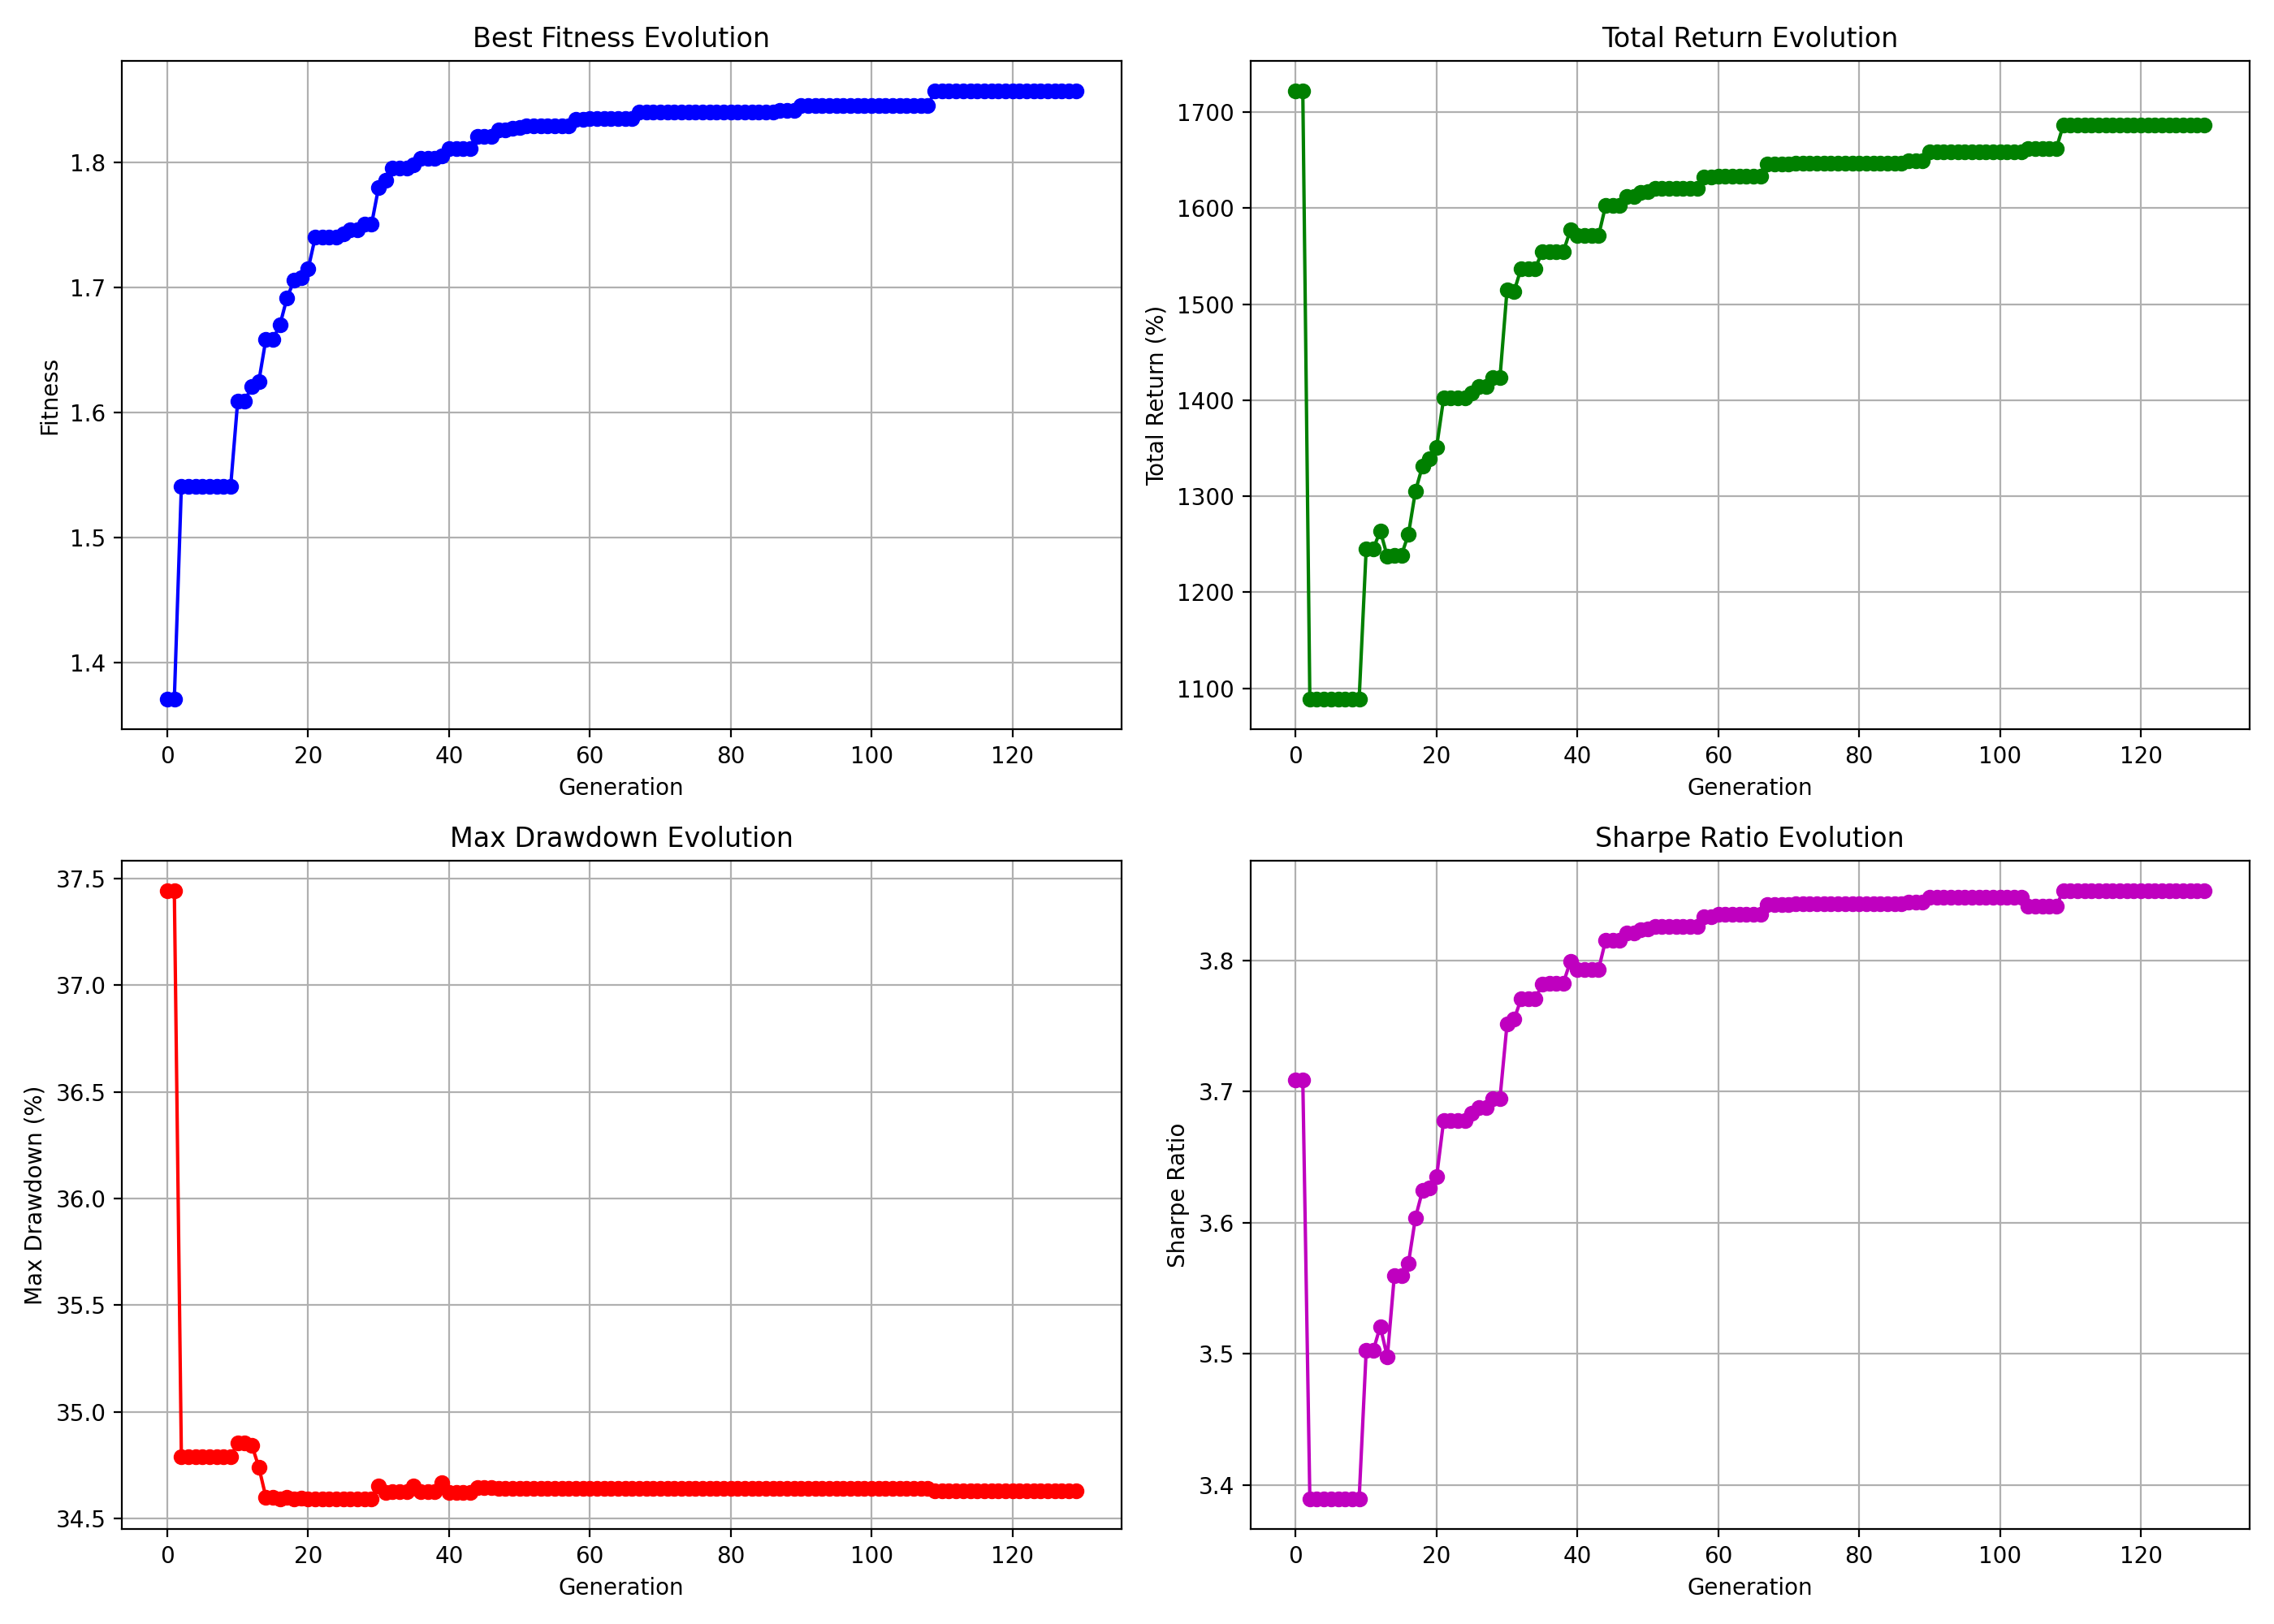 Best Fitness Evolution
Fitness
1.8
1.7
1.6
1.5
1.4
0 20 40 60 80 100 120
Generation
Total Return Evolution
Total Return (%)
1700
1600
1500
1400
1300
1200
1100
0 20 40 60 80 100 120
Generation
Max Drawdown Evolution
Max Drawdown (%)
37.5
37.0
36.5
36.0
35.5
35.0
34.5
0 20 40 60 80 100 120
Generation
Sharpe Ratio Evolution
Sharpe Ratio
3.8
3.7
3.6
3.5
3.4
0 20 40 60 80 100 120
Generation